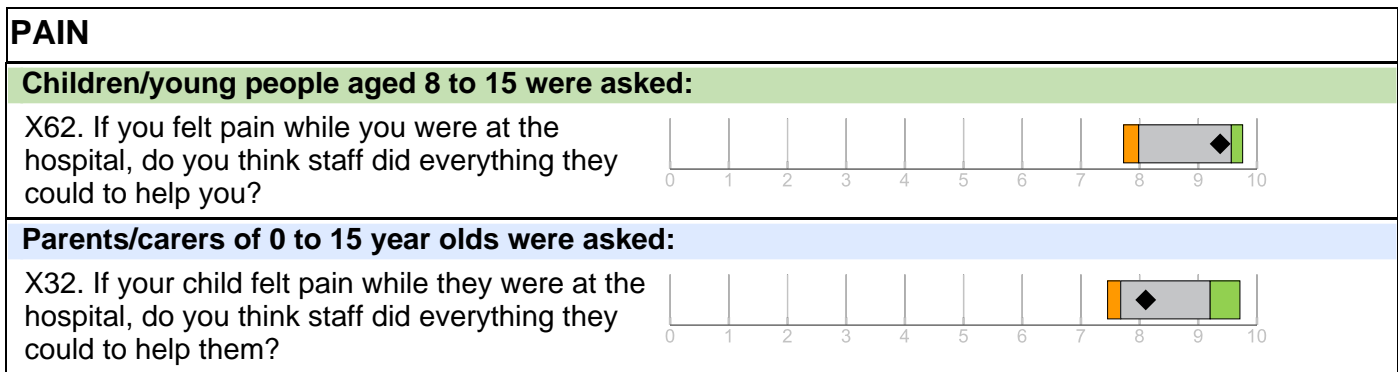 PAIN
Children/young people aged 8 to 15 were asked:
X62. If you felt pain while you were at the
hospital, do you think staff did everything they
could to help you?
0 1 2 3 4 5 6 7 8 9 10
Parents/carers of 0 to 15 year olds were asked:
X32. If your child felt pain while they were at the
hospital, do you think staff did everything they
could to help them?
0 1 2 3 4 5 6 7 8 9 10